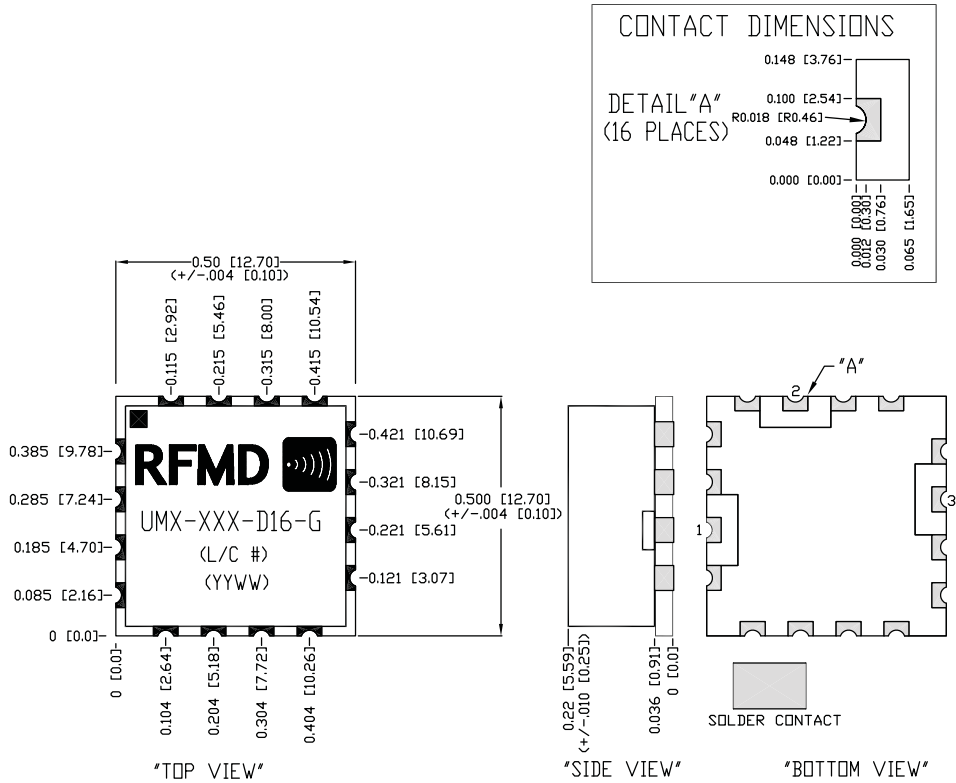 CONTACT DIMENSIONS
0.148 [3.76]
DETAIL"A"
(16 PLACES)
0.100 [2.54]
R0.018 [R0.46]
0.048 [1.22]
0.000 [0.00]
0.000 [0.00]
0.012 [0.30]
0.030 [0.76]
0.065 [1.65]
0.50 [12.70]
(+/-.004 [0.10])
0.115 [2.92]
0.215 [5.46]
0.315 [8.00]
0.415 [10.54]
0.385 [9.78]
0.285 [7.24]
0.185 [4.70]
0.085 [2.16]
0 [0.0]
RFMD
UMX-XXX-D16-G
(L/C #)
(YYWW)
0.421 [10.69]
0.321 [8.15]
0.221 [5.61]
0.121 [3.07]
0.500 [12.70]
(+/-.004 [0.10])
0 [0.0]
0.104 [2.64]
0.204 [5.18]
0.304 [7.72]
0.404 [10.26]
"TOP VIEW"
0.22 [5.59]
(+/-.010 [0.25])
0.036 [0.91]
0 [0.0]
"SIDE VIEW"
"A"
2
1
3
SOLDER CONTACT
"BOTTOM VIEW"